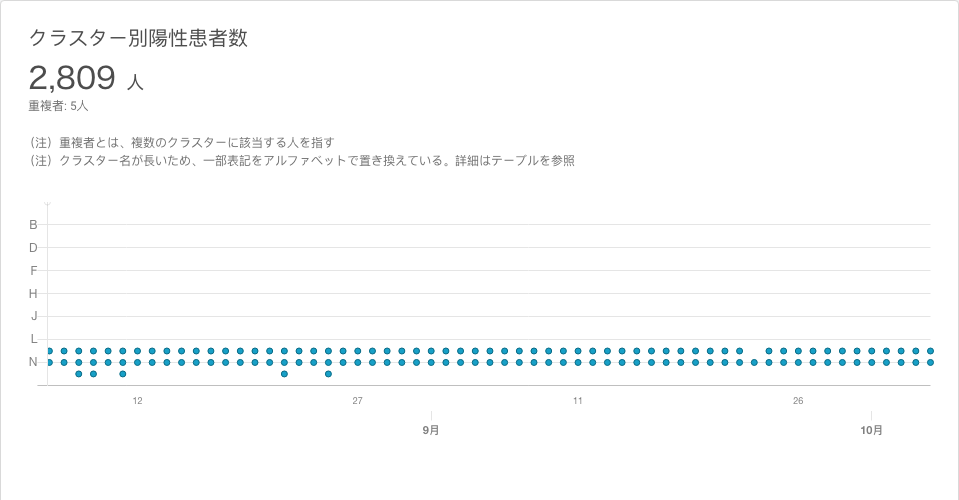 クラスター別陽性患者数
2,809 人
重複者: 5人
（注）重複者とは、複数のクラスターに該当する人を指す
（注）クラスター名が長いため、一部表記をアルファベットで置き換えている。詳細はテーブルを参照
B
D
F
H
J
L
N
12 27 11 26
9月 10月